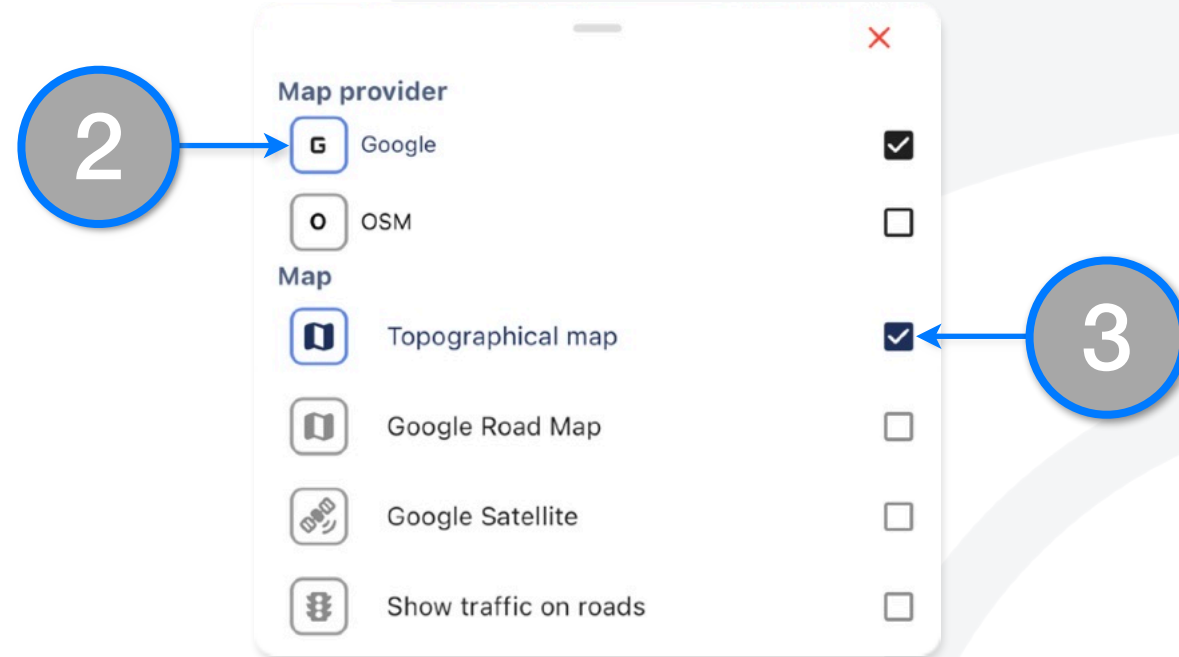 Map provider
2
G Google
O OSM
Map
Topographical map
3
Google Road Map
Google Satellite
Show traffic on roads